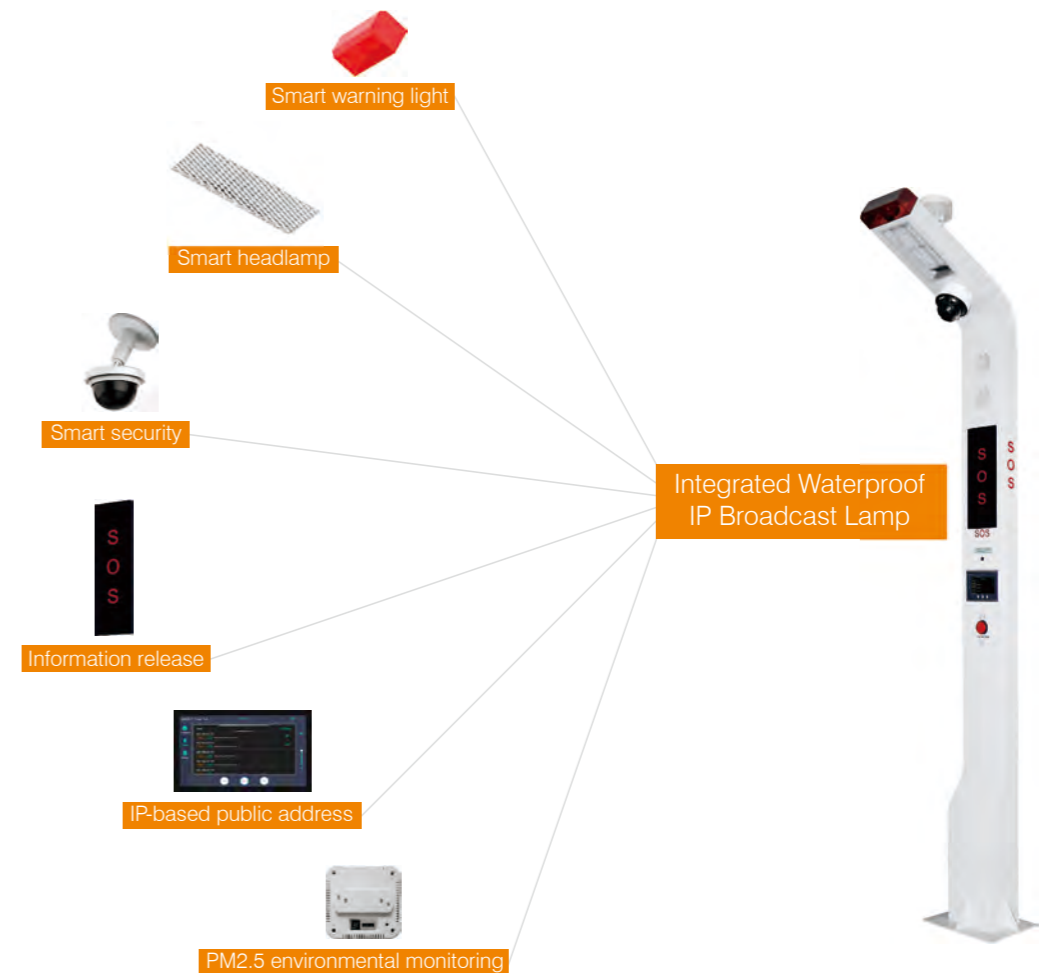 Smart warning light
Smart headlamp
Smart security
S
O
S
Information release
IP-based public address
PM2.5 environmental monitoring
Integrated Waterproof
IP Broadcast Lamp
S
O
S
S
O
S
SOS